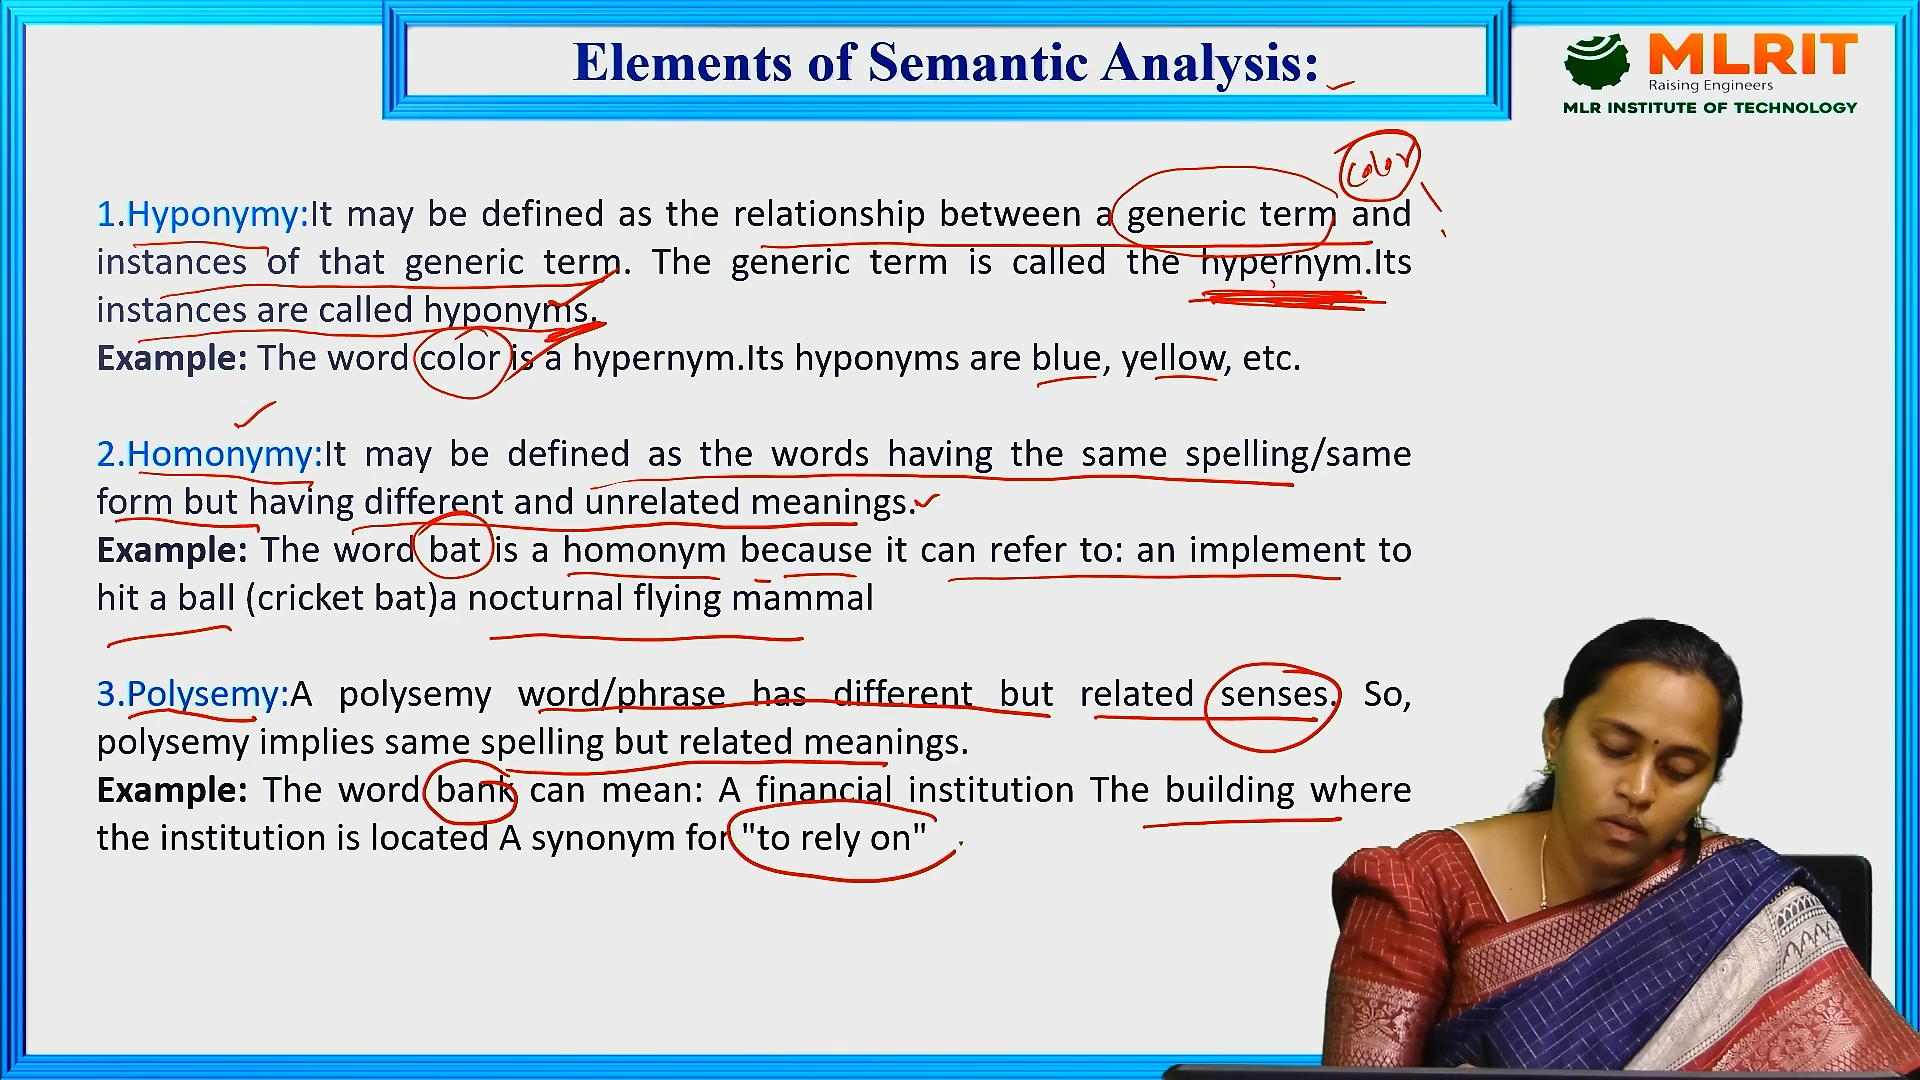 Elements of Semantic Analysis:
MLRIT
Raising Engineers
MLR INSTITUTE OF TECHNOLOGY
color
1.Hyponymy:It may be defined as the relationship between a generic term and
instances of that generic term. The generic term is called the hypernym.Its
instances are called hyponyms.
Example: The word color is a hypernym.Its hyponyms are blue, yellow, etc.
2.Homonymy:It may be defined as the words having the same spelling/same
form but having different and unrelated meanings.
Example: The word bat is a homonym because it can refer to: an implement to
hit a ball (cricket bat)a nocturnal flying mammal
3.Polysemy:A polysemy word/phrase has different but related senses. So,
polysemy implies same spelling but related meanings.
Example: The word bank can mean: A financial institution The building where
the institution is located A synonym for "to rely on"